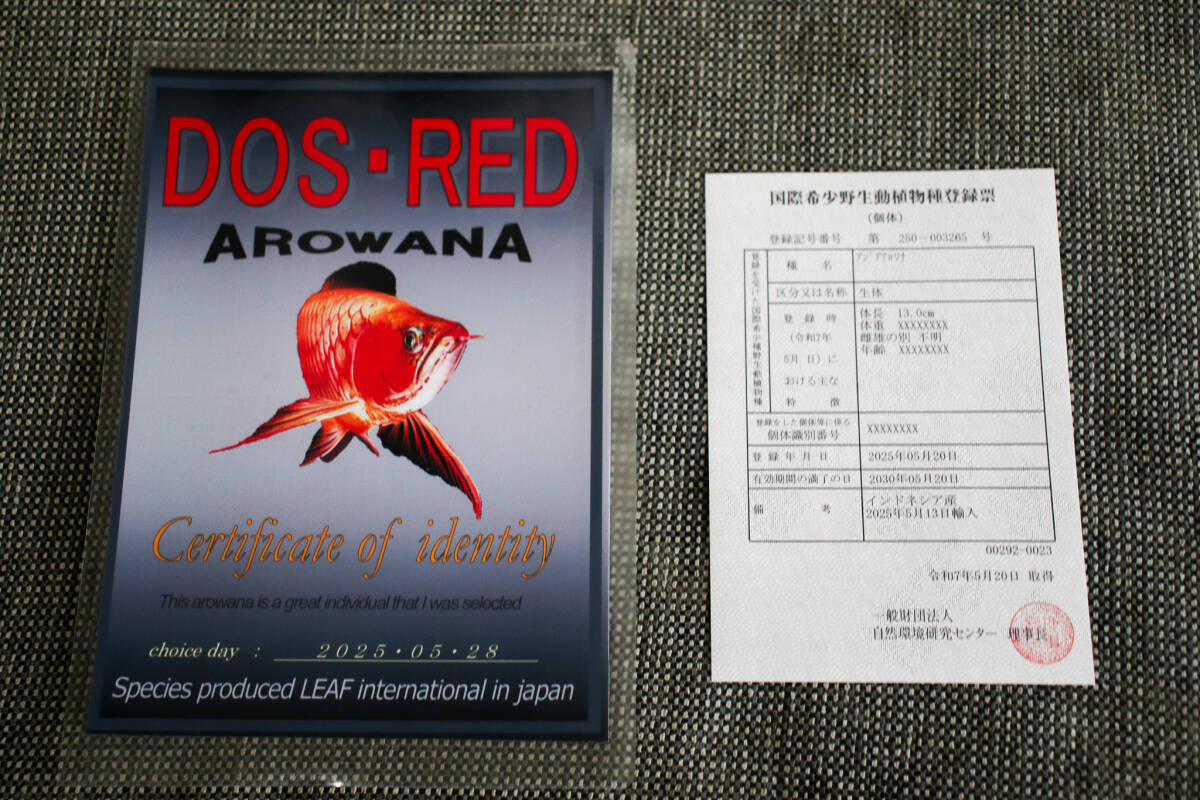 DOS・RED
AROWANA
Certificate of identity
This arowana is a great individual that I was selected
choice day : 2025・05・28
Species produced LEAF international in japan
国際希少野生動植物種登録票
(個体)
登録記号番号 第 250-003265 号
登録を受けた国際希少野生動植物種
種名 ｱｼﾞｱｱﾛﾜﾅ
区分又は名称 生体
登録時
(令和7年
5月 日)に
おける主な
特徴
体長 13.0cm
体重 XXXXXXXX
雌雄の別 不明
年齢 XXXXXXXX
登録をした個体等に係る
個体識別番号 XXXXXXXX
登録年月日 2025年05月20日
有効期間の満了の日 2030年05月20日
備考 インドネシア産
2025年5月13日輸入
00292-0023
令和7年5月20日 取得
一般財団法人
自然環境研究センター 理事長